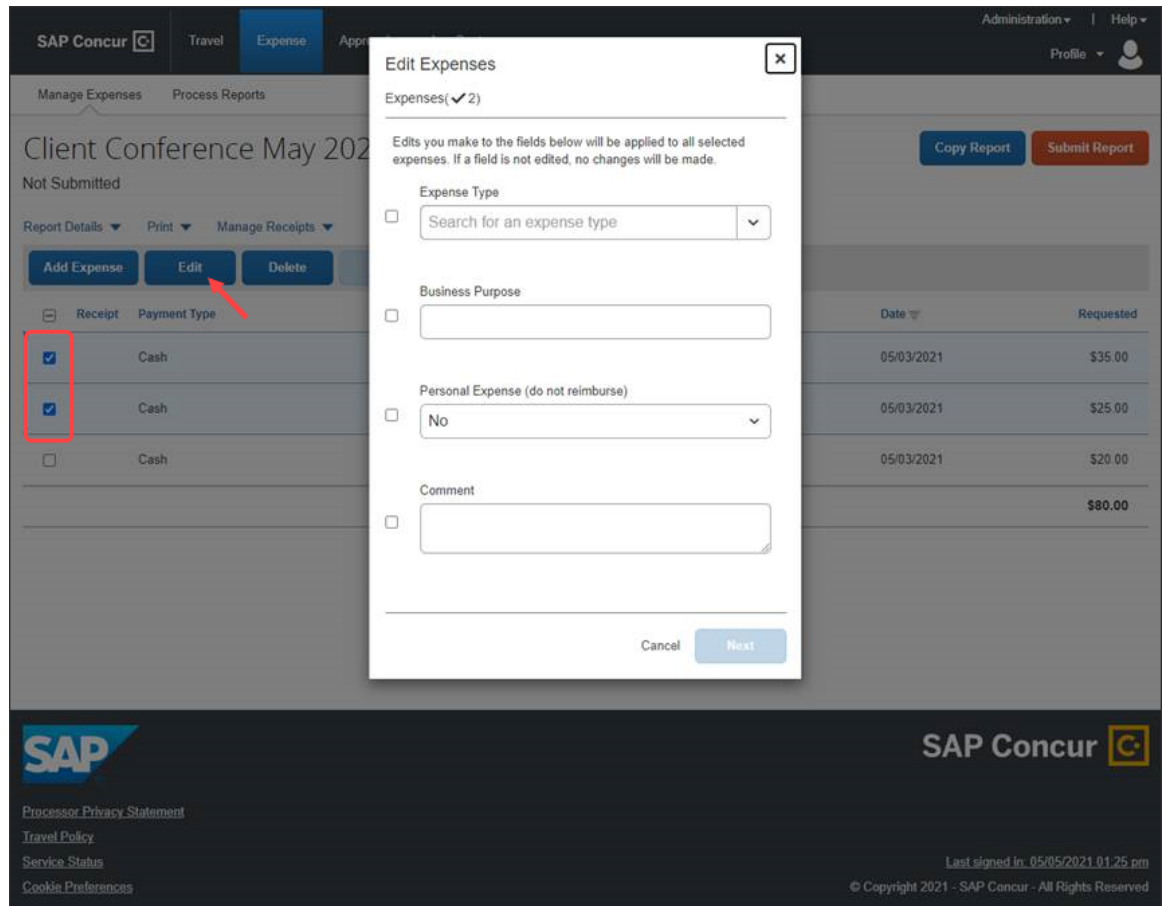 Administration | Help
SAP Concur C Travel Expense Appr
Profile
Manage Expenses Process Reports
Client Conference May 202
Copy Report Submit Report
Not Submitted
Report Details Print Manage Receipts
Add Expense Edit Delete
Receipt Payment Type Date Requested
Cash 05/03/2021 $35.00
Cash 05/03/2021 $25.00
Cash 05/03/2021 $20.00
$80.00
Edit Expenses
Expenses(✔2)
Edits you make to the fields below will be applied to all selected
expenses. If a field is not edited, no changes will be made.
Expense Type
Search for an expense type
Business Purpose
Personal Expense (do not reimburse)
No
Comment
Cancel Next
SAP
SAP Concur C
Processor Privacy Statement
Travel Policy
Service Status
Cookie Preferences
Last signed in: 05/05/2021 01:25 pm
© Copyright 2021 - SAP Concur - All Rights Reserved